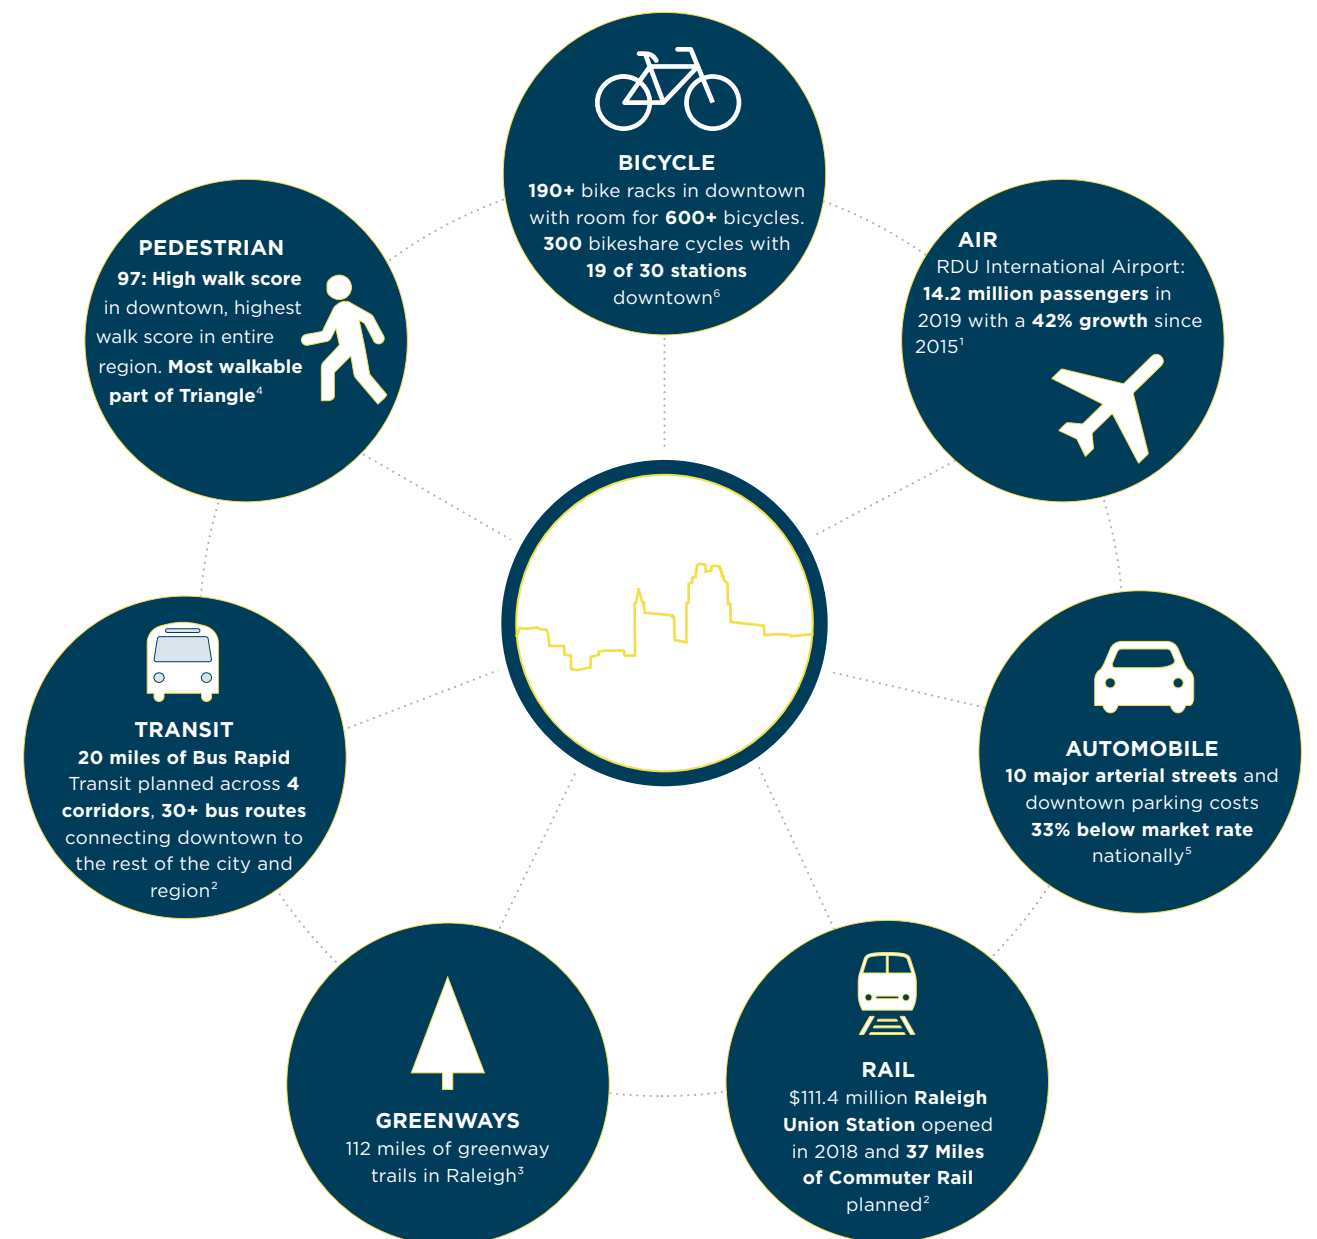 BICYCLE
190+ bike racks in downtown
with room for 600+ bicycles.
300 bikeshare cycles with
19 of 30 stations
downtown⁶
AIR
RDU International Airport:
14.2 million passengers in
2019 with a 42% growth since
2015¹
AUTOMOBILE
10 major arterial streets and
downtown parking costs
33% below market rate
nationally⁵
RAIL
$111.4 million Raleigh
Union Station opened
in 2018 and 37 Miles
of Commuter Rail
planned²
GREENWAYS
112 miles of greenway
trails in Raleigh³
TRANSIT
20 miles of Bus Rapid
Transit planned across 4
corridors, 30+ bus routes
connecting downtown to
the rest of the city and
region²
PEDESTRIAN
97: High walk score
in downtown, highest
walk score in entire
region. Most walkable
part of Triangle⁴